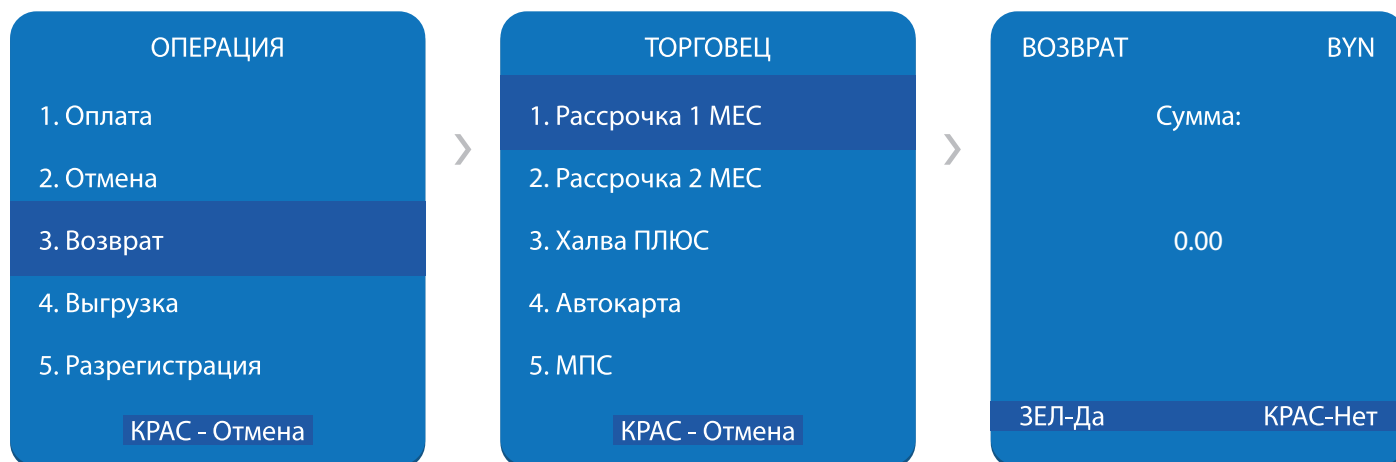 ОПЕРАЦИЯ
1. Оплата
2. Отмена
3. Возврат
4. Выгрузка
5. Разрегистрация
КРАС - Отмена
ТОРГОВЕЦ
1. Рассрочка 1 МЕС
2. Рассрочка 2 МЕС
3. Халва ПЛЮС
4. Автокарта
5. МПС
КРАС - Отмена
ВОЗВРАТ BYN
Сумма:
0.00
ЗЕЛ-Да КРАС-Нет